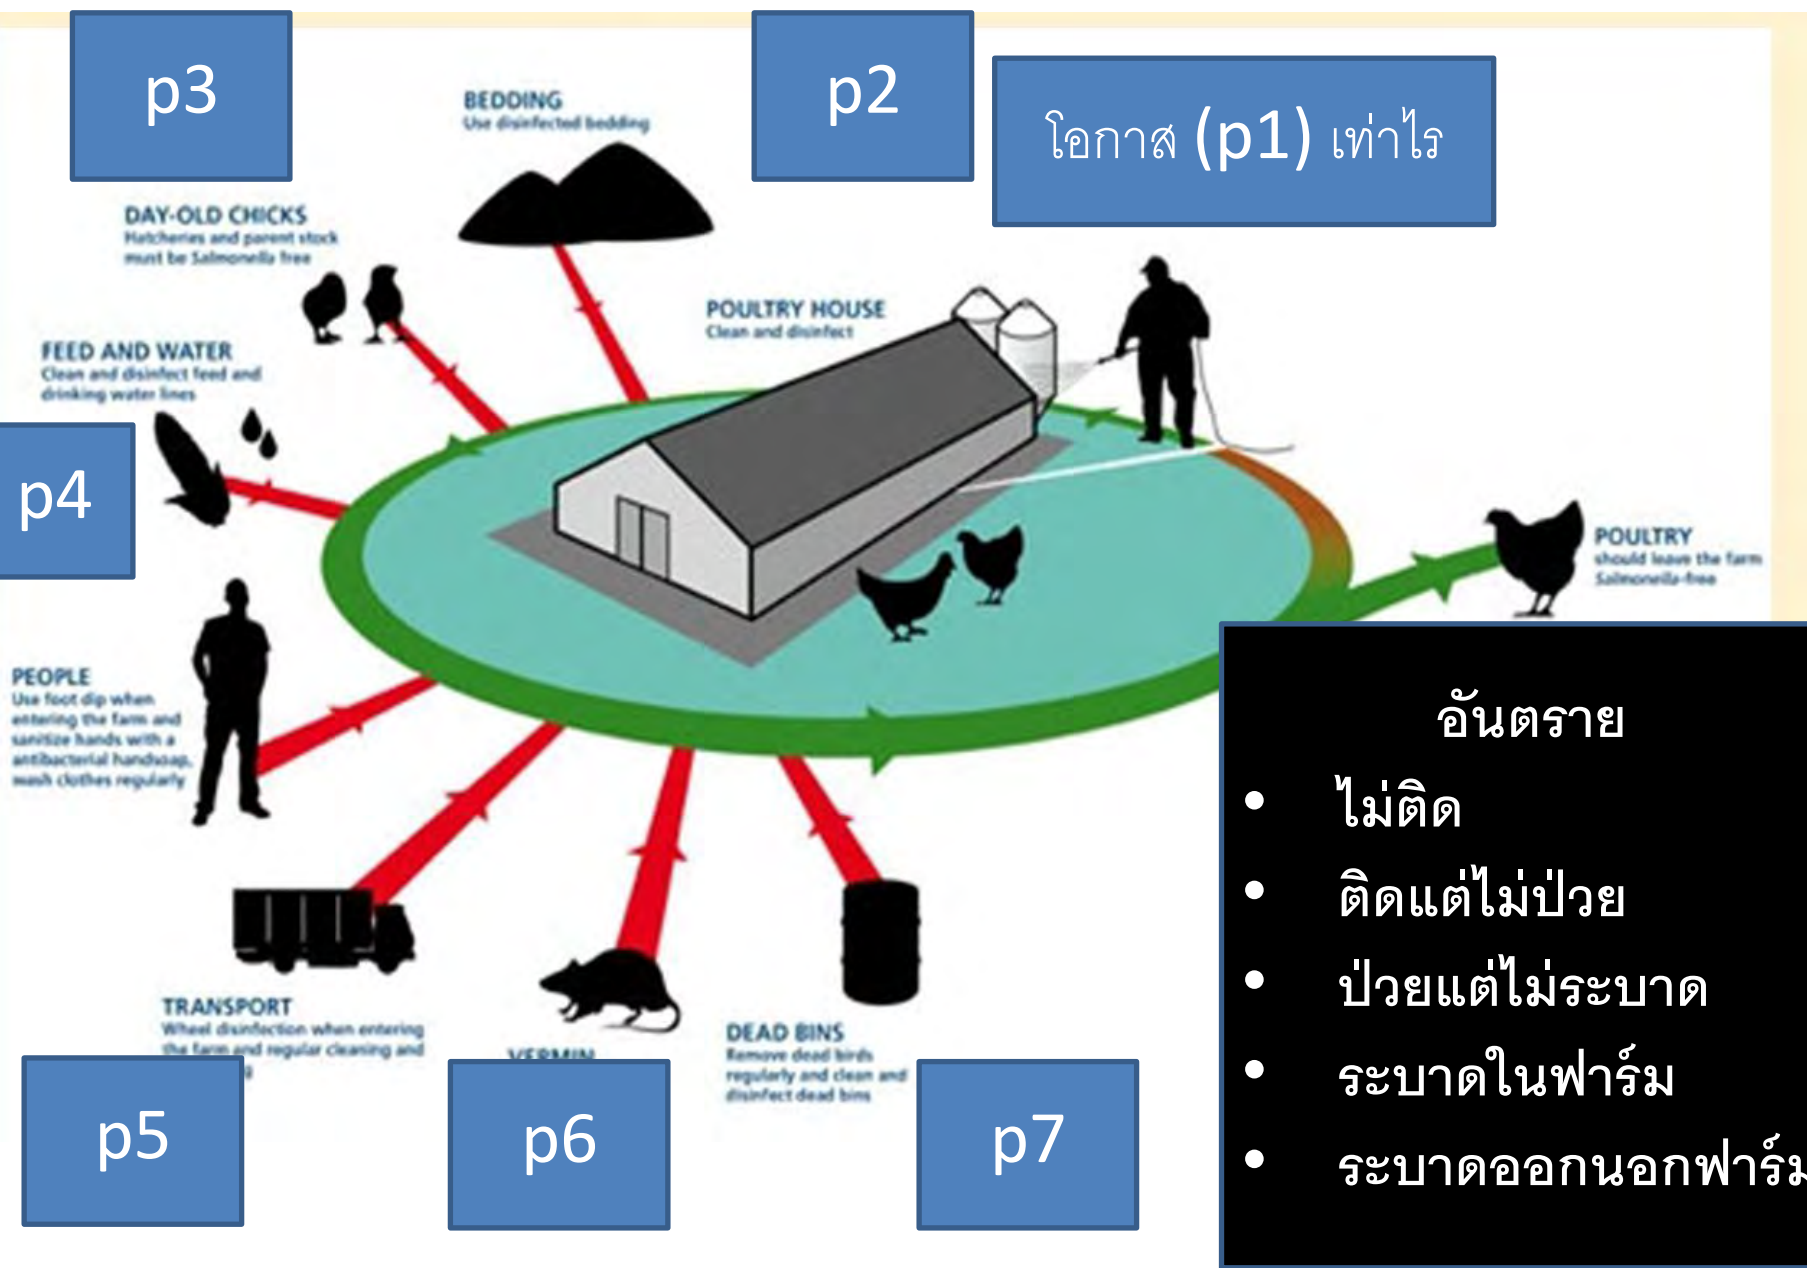 p3
p2
โอกาส (p1) เท่าไร
BEDDING
Use disinfected bedding
DAY-OLD CHICKS
Hatcheries and parent stock
must be Salmonella free
POULTRY HOUSE
Clean and disinfect
FEED AND WATER
Clean and disinfect feed and
drinking water lines
p4
POULTRY
should leave the farm
Salmonella-free
PEOPLE
Use foot dip when
entering the farm and
sanitize hands with a
antibacterial handsoap,
wash clothes regularly
TRANSPORT
Wheel disinfection when entering
the farm and regular cleaning and
VERMIN
DEAD BINS
Remove dead birds
regularly and clean and
disinfect dead bins
p5
p6
p7
อันตราย
• ไม่ติด
• ติดแต่ไม่ป่วย
• ป่วยแต่ไม่ระบาด
• ระบาดในฟาร์ม
• ระบาดออกนอกฟาร์ม